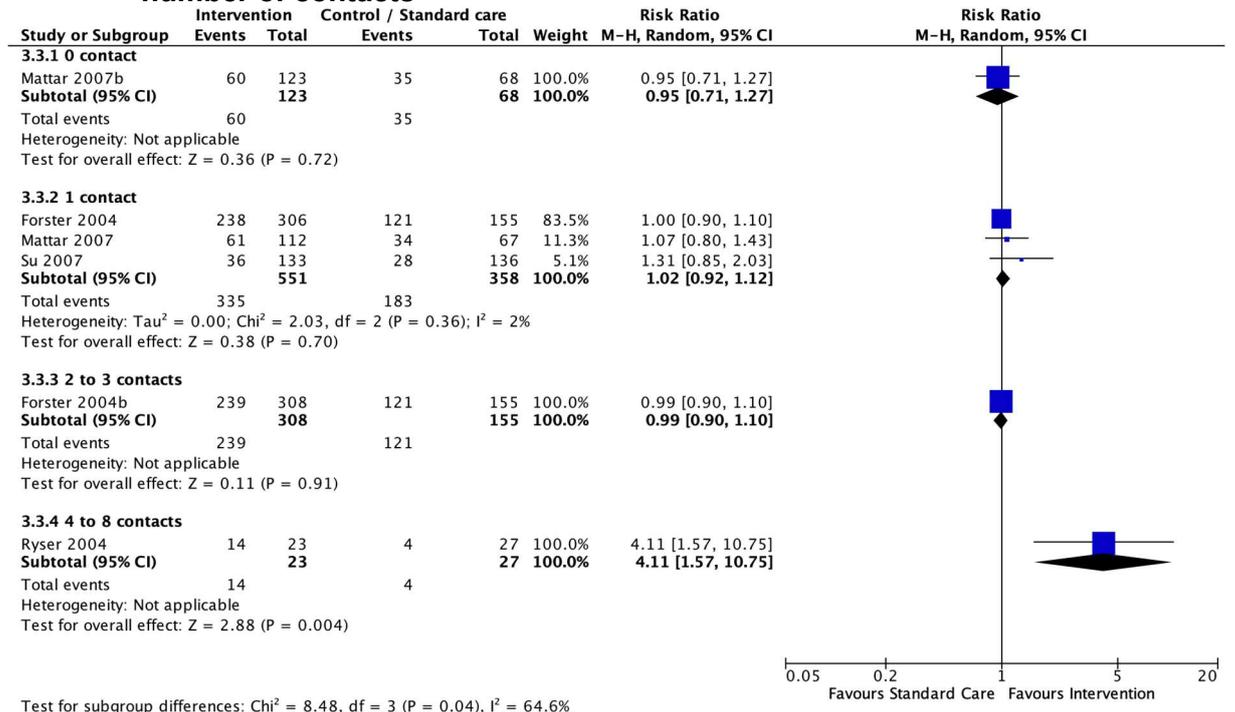 number of contacts
Intervention Control / Standard care Risk Ratio Risk Ratio
Study or Subgroup Events Total Events Total Weight M-H, Random, 95% CI M-H, Random, 95% CI
3.3.1 0 contact
Mattar 2007b 60 123 35 68 100.0% 0.95 [0.71, 1.27]
Subtotal (95% CI) 123 68 100.0% 0.95 [0.71, 1.27]
Total events 60 35
Heterogeneity: Not applicable
Test for overall effect: Z = 0.36 (P = 0.72)
3.3.2 1 contact
Forster 2004 238 306 121 155 83.5% 1.00 [0.90, 1.10]
Mattar 2007 61 112 34 67 11.3% 1.07 [0.80, 1.43]
Su 2007 36 133 28 136 5.1% 1.31 [0.85, 2.03]
Subtotal (95% CI) 551 358 100.0% 1.02 [0.92, 1.12]
Total events 335 183
Heterogeneity: Tau² = 0.00; Chi² = 2.03, df = 2 (P = 0.36); I² = 2%
Test for overall effect: Z = 0.38 (P = 0.70)
3.3.3 2 to 3 contacts
Forster 2004b 239 308 121 155 100.0% 0.99 [0.90, 1.10]
Subtotal (95% CI) 308 155 100.0% 0.99 [0.90, 1.10]
Total events 239 121
Heterogeneity: Not applicable
Test for overall effect: Z = 0.11 (P = 0.91)
3.3.4 4 to 8 contacts
Ryser 2004 14 23 4 27 100.0% 4.11 [1.57, 10.75]
Subtotal (95% CI) 23 27 100.0% 4.11 [1.57, 10.75]
Total events 14 4
Heterogeneity: Not applicable
Test for overall effect: Z = 2.88 (P = 0.004)
0.05 0.2 1 5 20
Favours Standard Care Favours Intervention
Test for subgroup differences: Chi² = 8.48, df = 3 (P = 0.04), I² = 64.6%